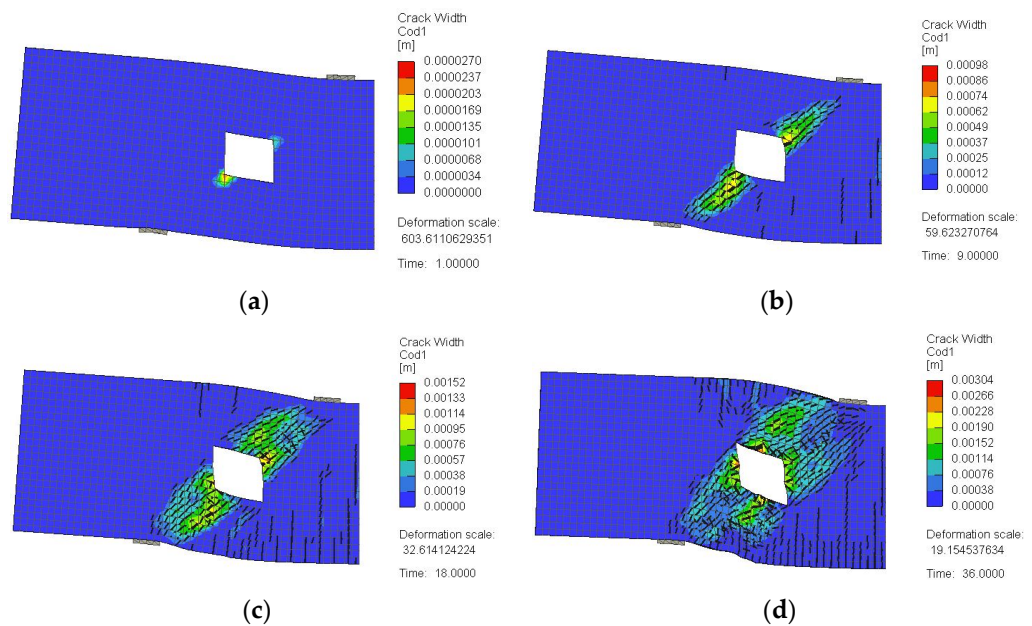 Crack Width
Cod1
[m]
0.0000270
0.0000237
0.0000203
0.0000169
0.0000135
0.0000101
0.0000068
0.0000034
0.0000000
Deformation scale:
603.6110629351
Time: 1.00000
(a)
Crack Width
Cod1
[m]
0.00098
0.00086
0.00074
0.00062
0.00049
0.00037
0.00025
0.00012
0.00000
Deformation scale:
59.623270764
Time: 9.00000
(b)
Crack Width
Cod1
[m]
0.00152
0.00133
0.00114
0.00095
0.00076
0.00057
0.00038
0.00019
0.00000
Deformation scale:
32.614124224
Time: 18.0000
(c)
Crack Width
Cod1
[m]
0.00304
0.00266
0.00228
0.00190
0.00152
0.00114
0.00076
0.00038
0.00000
Deformation scale:
19.154537634
Time: 36.0000
(d)